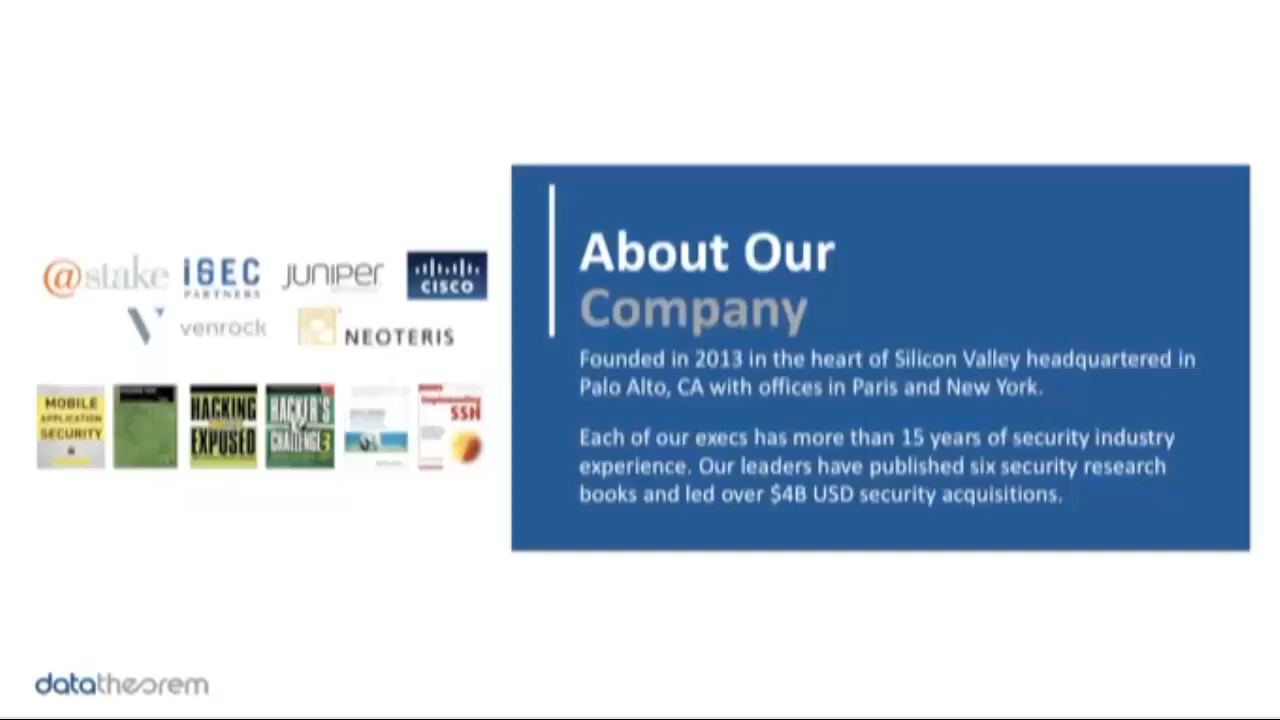 @stake iSEC PARTNERS JUNIPER CISCO
venrock NEOTERIS
MOBILE APPLICATION SECURITY
HACKING EXPOSED
HACKER'S CHALLENGE 3
Implementing SSH
About Our
Company
Founded in 2013 in the heart of Silicon Valley headquartered in
Palo Alto, CA with offices in Paris and New York.
Each of our execs has more than 15 years of security industry
experience. Our leaders have published six security research
books and led over $4B USD security acquisitions.
datatheorem